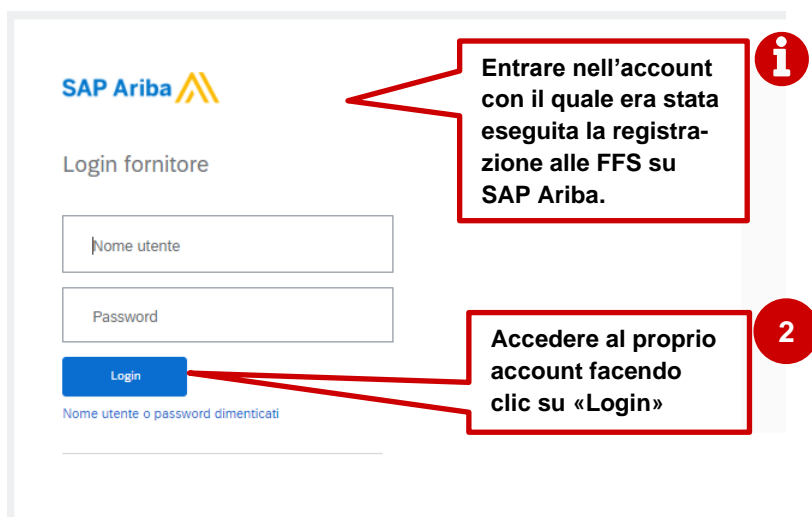 SAP Ariba
Login fornitore
Nome utente
Password
Login
Nome utente o password dimenticati
Entrare nell'account
con il quale era stata
eseguita la registra-
zione alle FFS su
SAP Ariba.
i
Accedere al proprio
account facendo
clic su «Login»
2